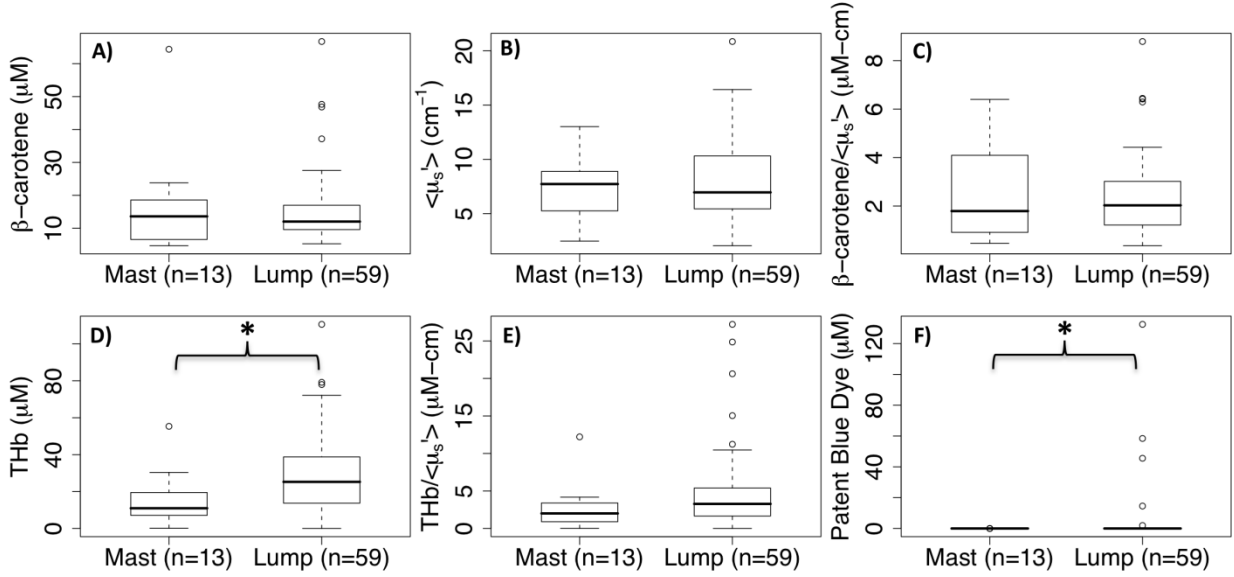 A)
β−carotene (μM)
10
30
50
Mast (n=13)
Lump (n=59)
B)
<μs'> (cm−1)
5
10
15
20
Mast (n=13)
Lump (n=59)
C)
β−carotene/<μs'> (μM−cm)
2
4
6
8
Mast (n=13)
Lump (n=59)
D)
*
THb (μM)
0
40
80
Mast (n=13)
Lump (n=59)
E)
THb/<μs'> (μM−cm)
0
5
15
25
Mast (n=13)
Lump (n=59)
F)
*
Patent Blue Dye (μM)
0
40
80
120
Mast (n=13)
Lump (n=59)